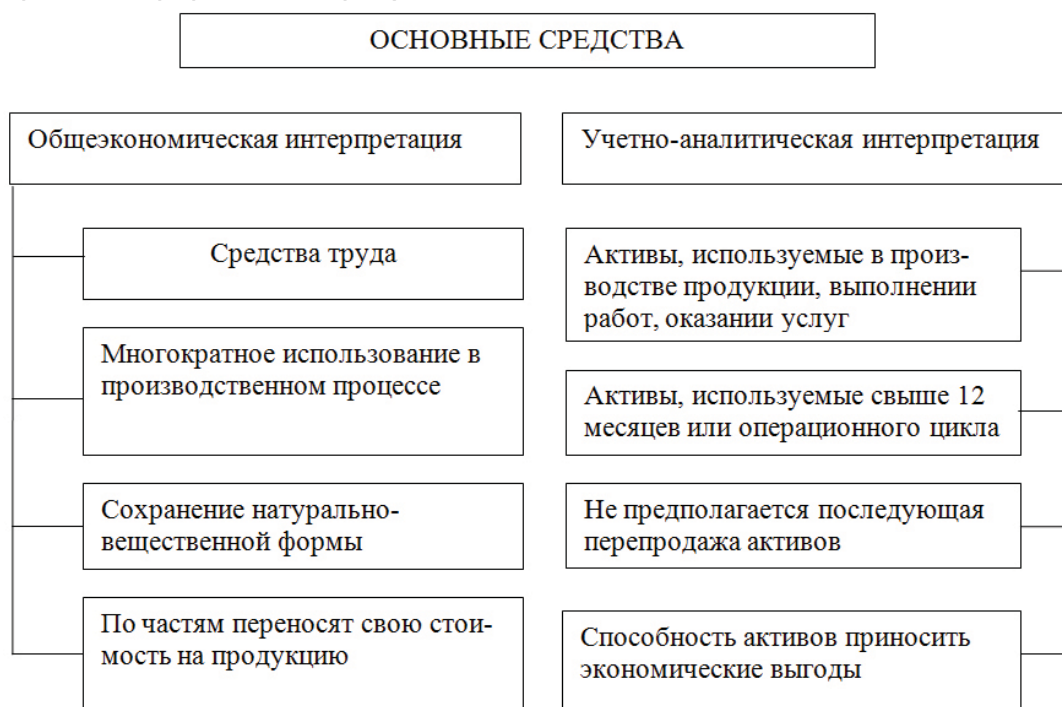 ОСНОВНЫЕ СРЕДСТВА
Общеэкономическая интерпретация
Средства труда
Многократное использование в
производственном процессе
Сохранение натурально-
вещественной формы
По частям переносят свою стои-
мость на продукцию
Учетно-аналитическая интерпретация
Активы, используемые в произ-
водстве продукции, выполнении
работ, оказании услуг
Активы, используемые свыше 12
месяцев или операционного цикла
Не предполагается последующая
перепродажа активов
Способность активов приносить
экономические выгоды